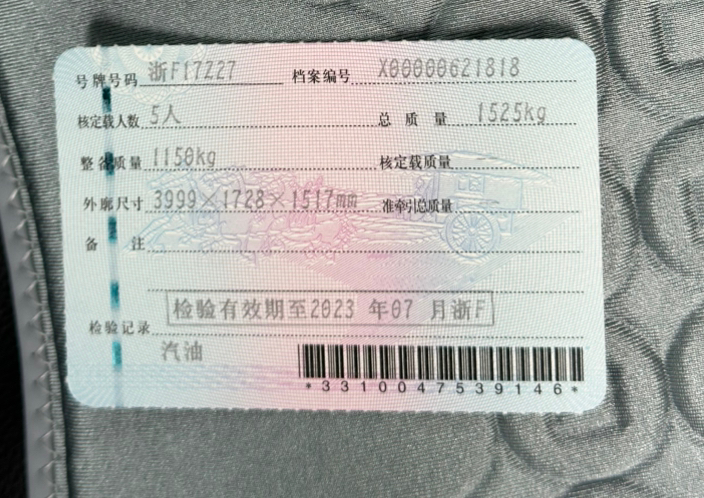 号牌号码 浙F17Z27 档案编号 X00000621818
核定载人数 5人 总质量 1525kg
整备质量 1150kg 核定载质量
外廓尺寸 3999×1728×1517mm 准牵引总质量
备注
检验有效期至2023 年07 月浙F
检验记录
汽油
*3310047539146*